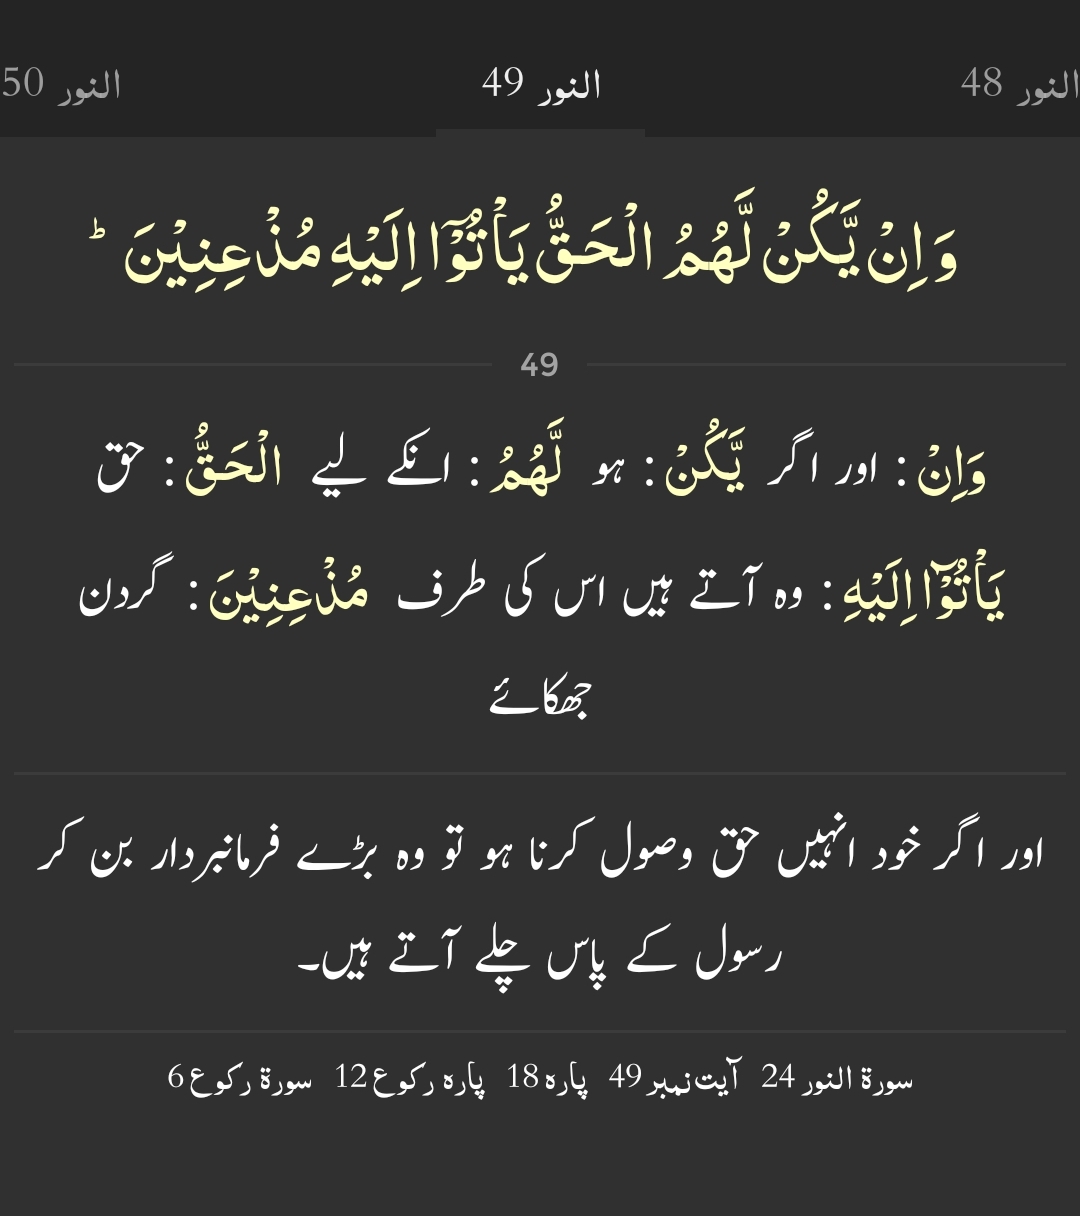 النور 48 النور 49 النور 50
وَاِنْ يَّكُنْ لَّهُمُ الْحَقُّ يَاْتُوْٓا اِلَيْهِ مُذْعِنِيْنَ ؕ
49
وَاِنْ : اور اگر يَّكُنْ : ہو لَّهُمُ : انکے لیے الْحَقُّ : حق
يَاْتُوْٓا اِلَيْهِ : وہ آتے ہیں اس کی طرف مُذْعِنِيْنَ : گردن
جھکائے
اور اگر خود انہیں حق وصول کرنا ہو تو وہ بڑے فرمانبردار بن کر
رسول کے پاس چلے آتے ہیں۔
سورۃ النور 24 آیت نمبر 49 پارہ 18 پارہ رکوع 12 سورۃ رکوع 6